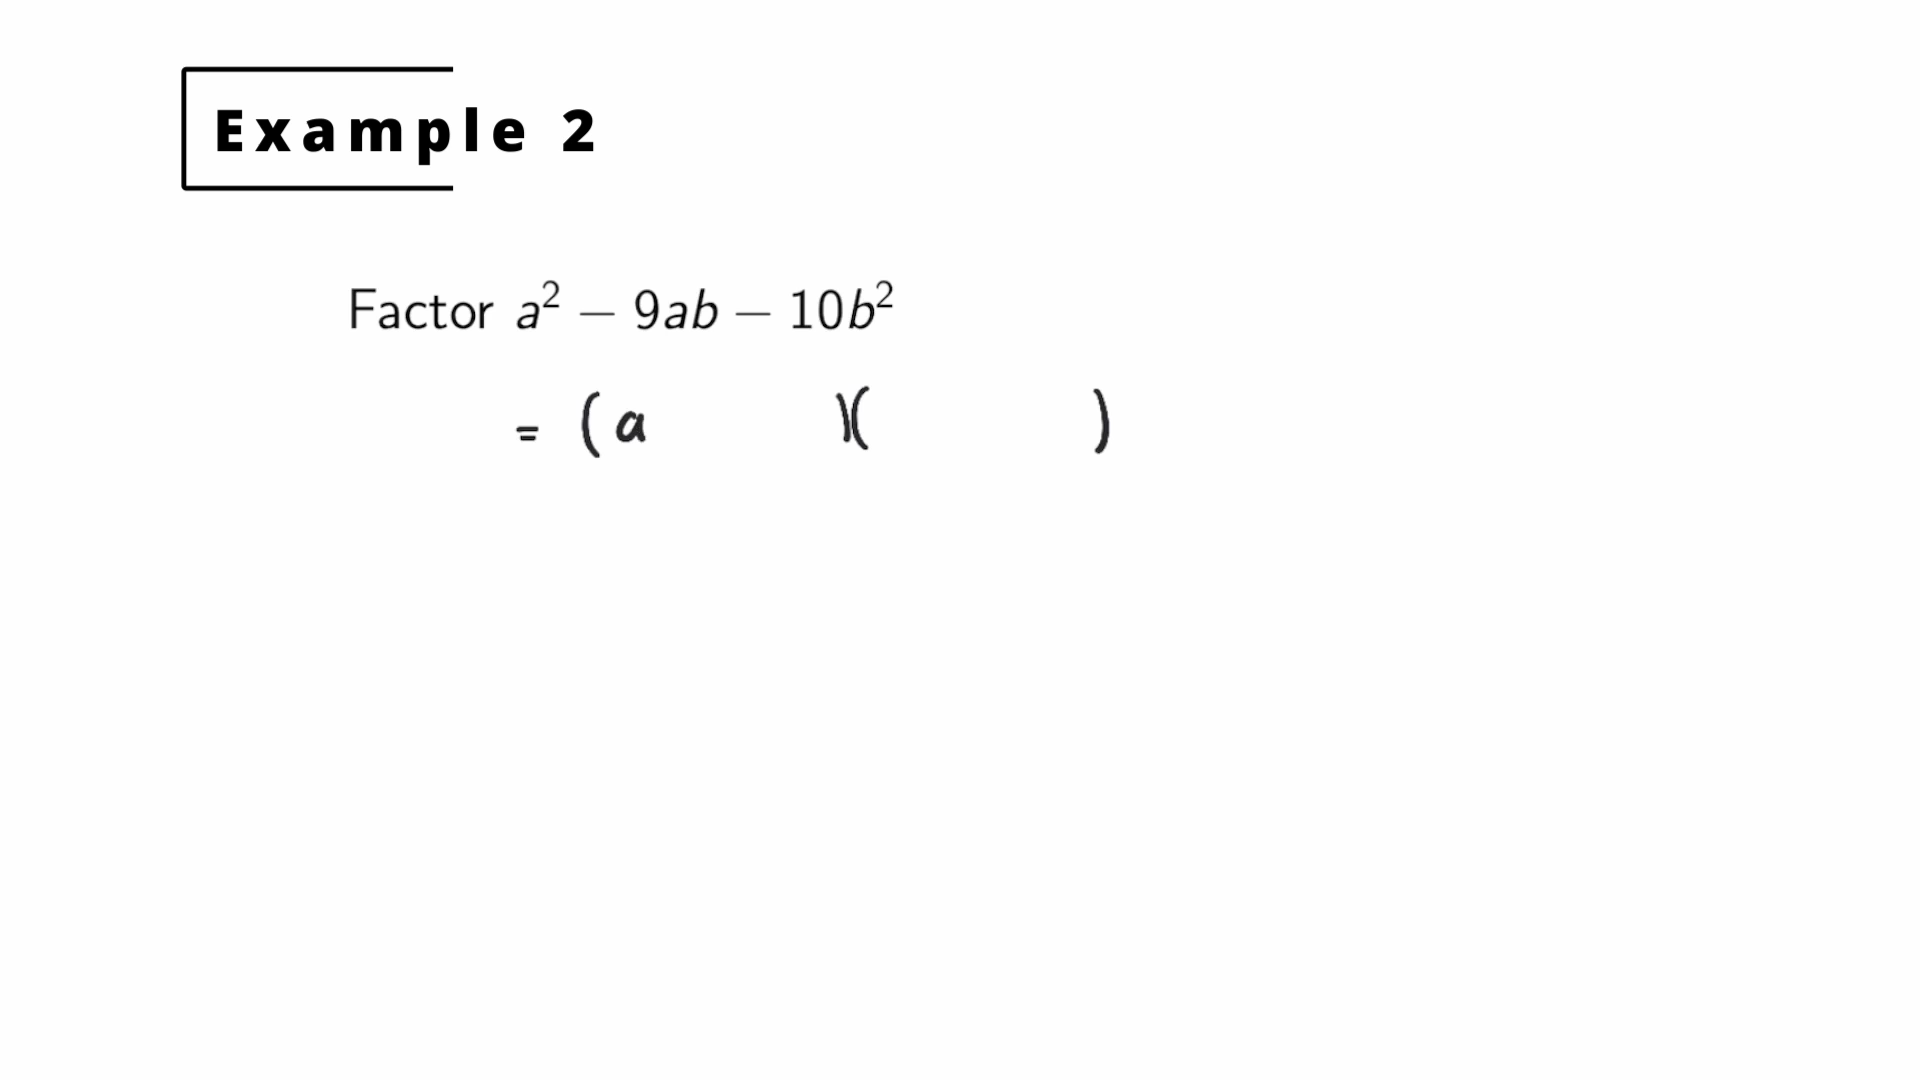 Example 2
Factor a² − 9ab − 10b²
= (a )( )